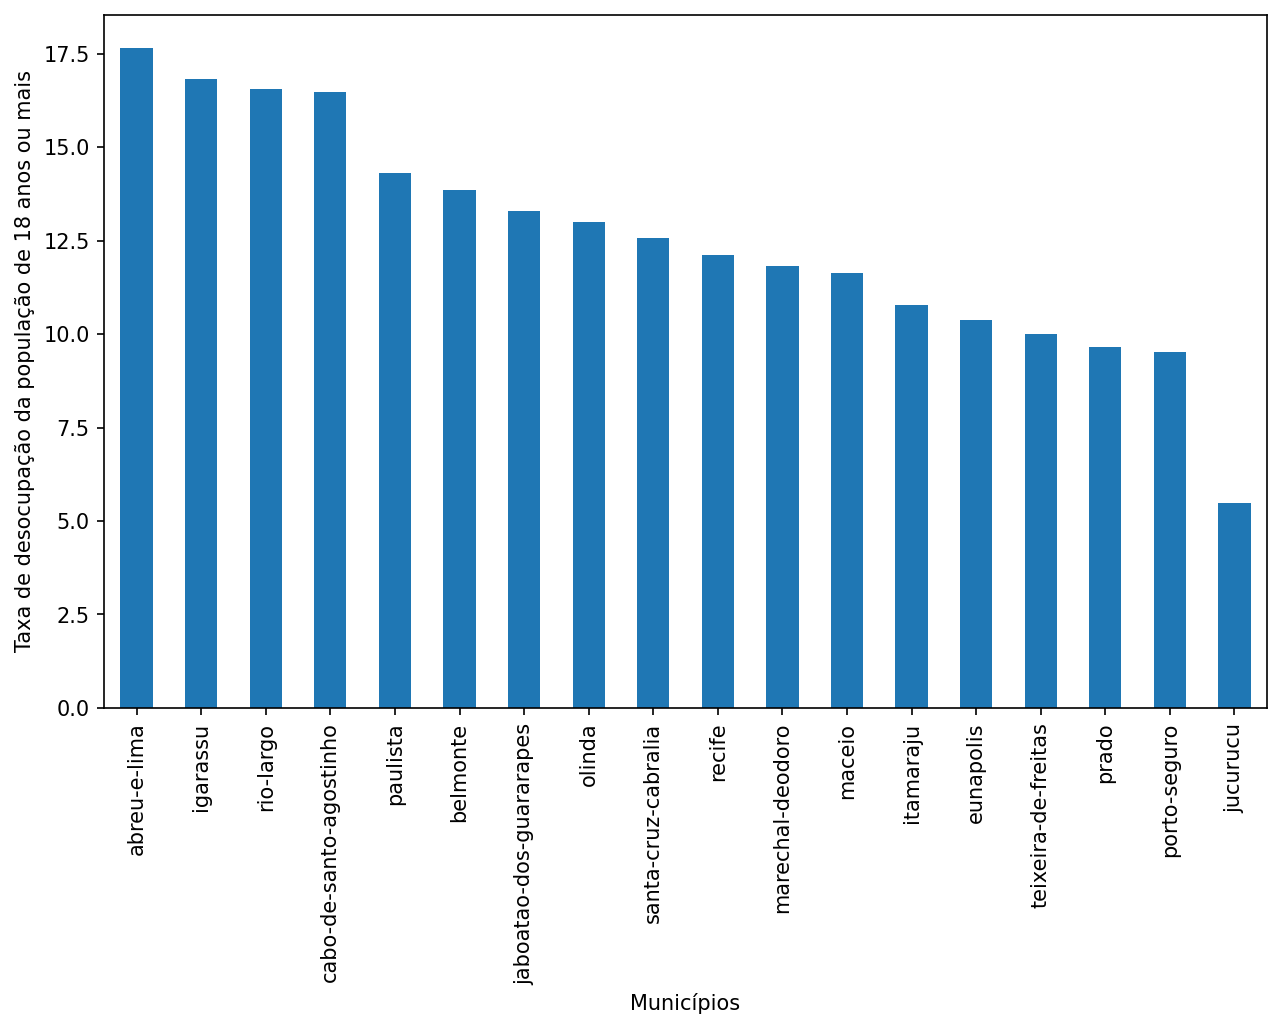 Taxa de desocupação da população de 18 anos ou mais
17.5
15.0
12.5
10.0
7.5
5.0
2.5
0.0
abreu-e-lima
igarassu
rio-largo
cabo-de-santo-agostinho
paulista
belmonte
jaboatao-dos-guararapes
olinda
santa-cruz-cabralia
recife
marechal-deodoro
maceio
itamaraju
eunapolis
teixeira-de-freitas
prado
porto-seguro
jucurucu
Municípios